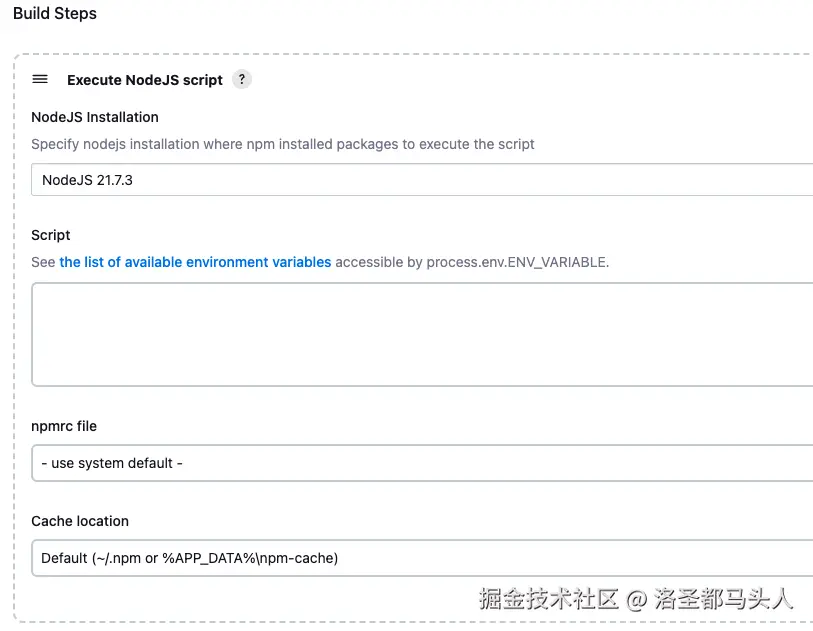 Build Steps
Execute NodeJS script ?
NodeJS Installation
Specify nodejs installation where npm installed packages to execute the script
NodeJS 21.7.3
Script
See the list of available environment variables accessible by process.env.ENV_VARIABLE.
npmrc file
- use system default -
Cache location
Default (~/.npm or %APP_DATA%\npm-cache)
掘金技术社区 @ 洛圣都马头人